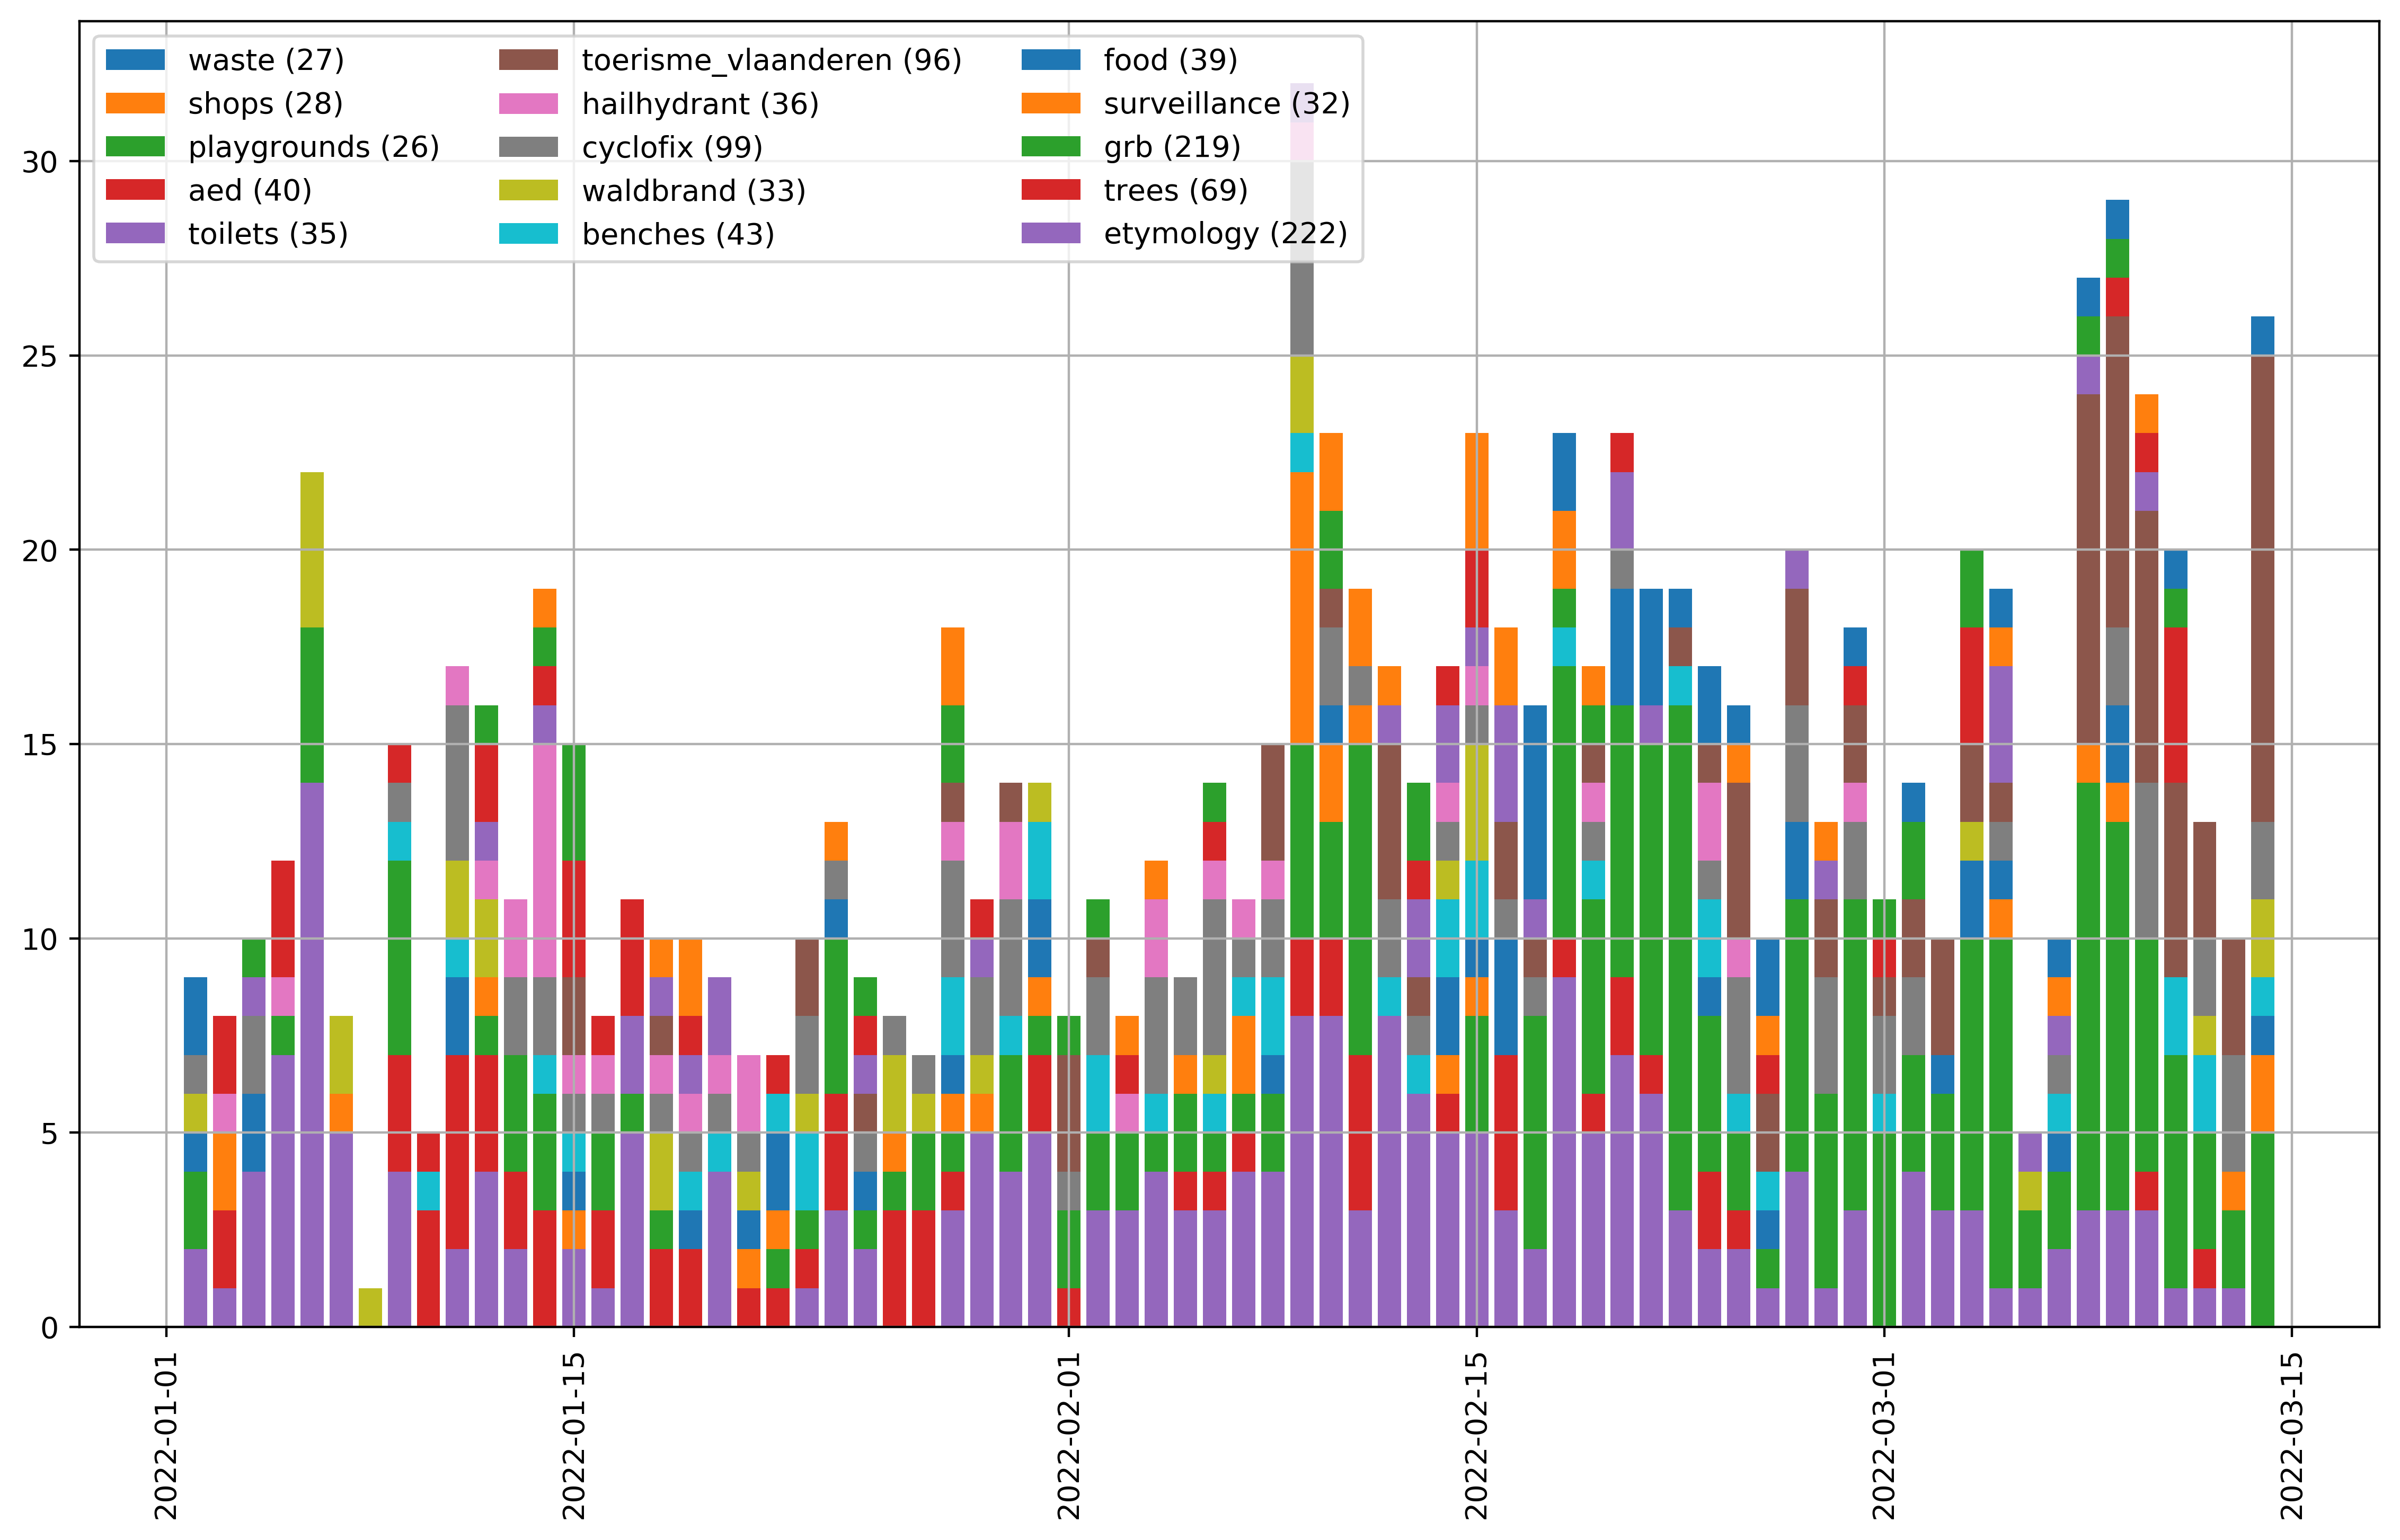 waste (27)
shops (28)
playgrounds (26)
aed (40)
toilets (35)
toerisme_vlaanderen (96)
hailhydrant (36)
cyclofix (99)
waldbrand (33)
benches (43)
food (39)
surveillance (32)
grb (219)
trees (69)
etymology (222)
30
25
20
15
10
5
0
2022-01-01
2022-01-15
2022-02-01
2022-02-15
2022-03-01
2022-03-15